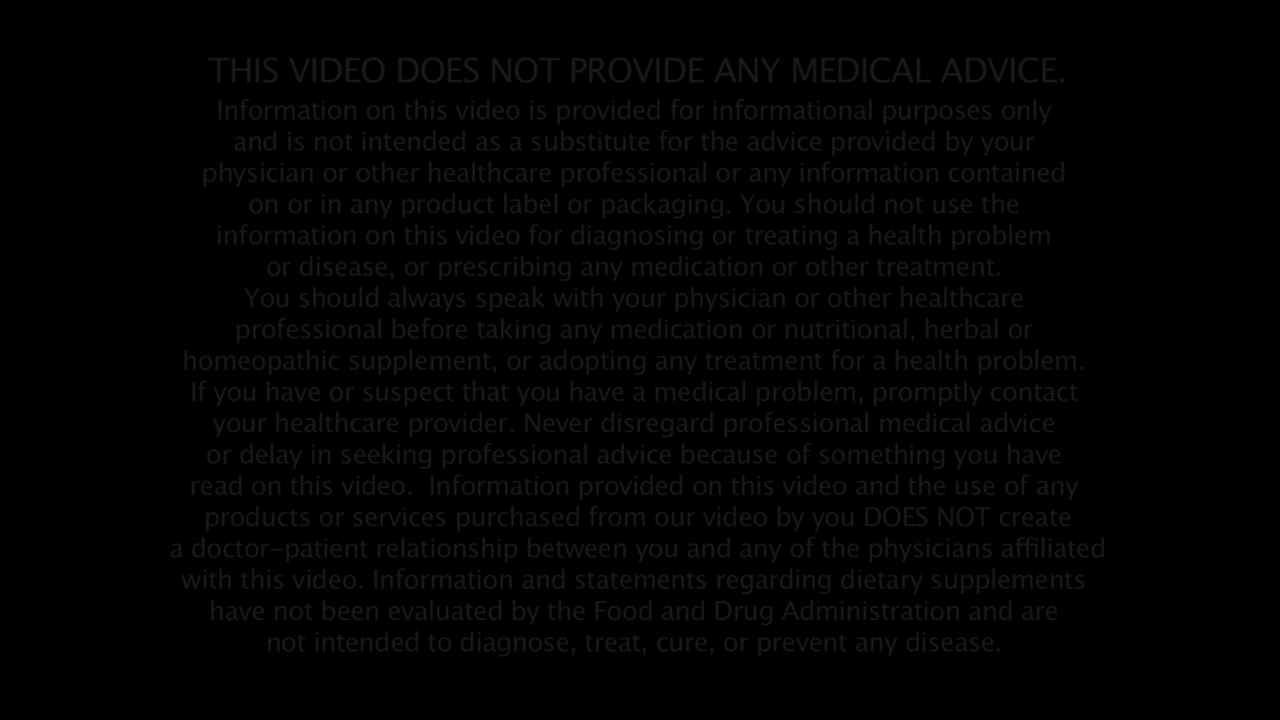 THIS VIDEO DOES NOT PROVIDE ANY MEDICAL ADVICE.
Information on this video is provided for informational purposes only
and is not intended as a substitute for the advice provided by your
physician or other healthcare professional or any information contained
on or in any product label or packaging. You should not use the
information on this video for diagnosing or treating a health problem
or disease, or prescribing any medication or other treatment.
You should always speak with your physician or other healthcare
professional before taking any medication or nutritional, herbal or
homeopathic supplement, or adopting any treatment for a health problem.
If you have or suspect that you have a medical problem, promptly contact
your healthcare provider. Never disregard professional medical advice
or delay in seeking professional advice because of something you have
read on this video.  Information provided on this video and the use of any
products or services purchased from our video by you DOES NOT create
a doctor-patient relationship between you and any of the physicians affiliated
with this video. Information and statements regarding dietary supplements
have not been evaluated by the Food and Drug Administration and are
not intended to diagnose, treat, cure, or prevent any disease.